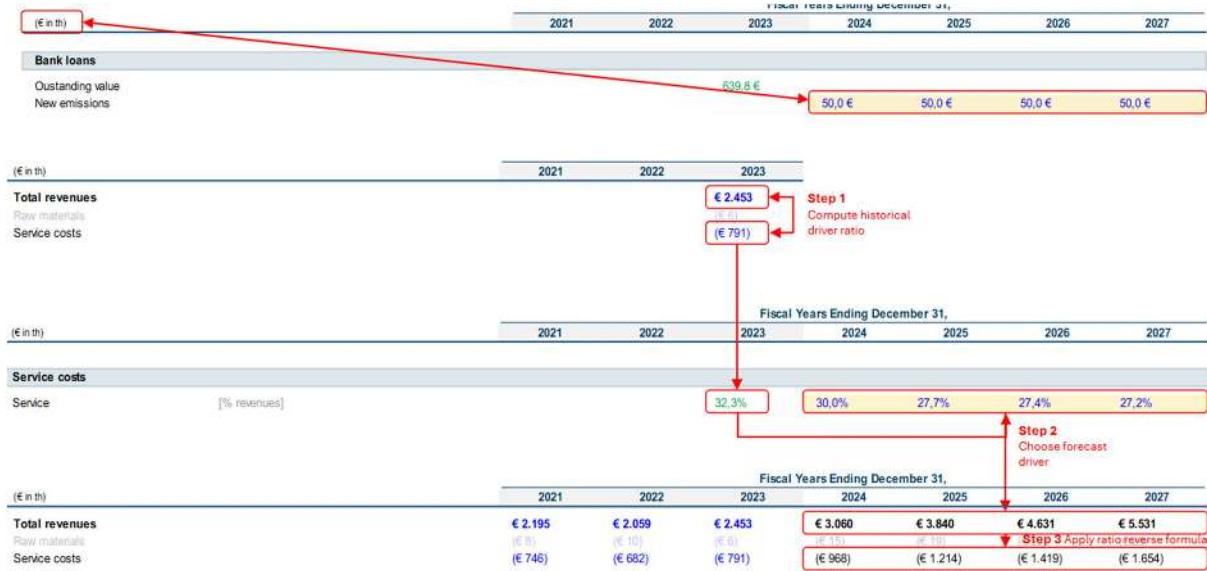 Fiscal Years Ending December 31,
(€ in th) 2021 2022 2023 2024 2025 2026 2027
Bank loans
Oustanding value 639,8 €
New emissions 50,0 € 50,0 € 50,0 € 50,0 €
(€ in th) 2021 2022 2023
Total revenues € 2.453 Step 1
Raw materials (€ 6) Compute historical
Service costs (€ 791) driver ratio
Fiscal Years Ending December 31,
(€ in th) 2021 2022 2023 2024 2025 2026 2027
Service costs
Service [% revenues] 32,3% 30,0% 27,7% 27,4% 27,2%
Step 2
Choose forecast
driver
Fiscal Years Ending December 31,
(€ in th) 2021 2022 2023 2024 2025 2026 2027
Total revenues € 2.195 € 2.059 € 2.453 € 3.060 € 3.840 € 4.631 € 5.531
Raw materials (€ 8) (€ 10) (€ 6) (€ 15) (€ 19) Step 3 Apply ratio reverse formula
Service costs (€ 746) (€ 682) (€ 791) (€ 968) (€ 1.214) (€ 1.419) (€ 1.654)